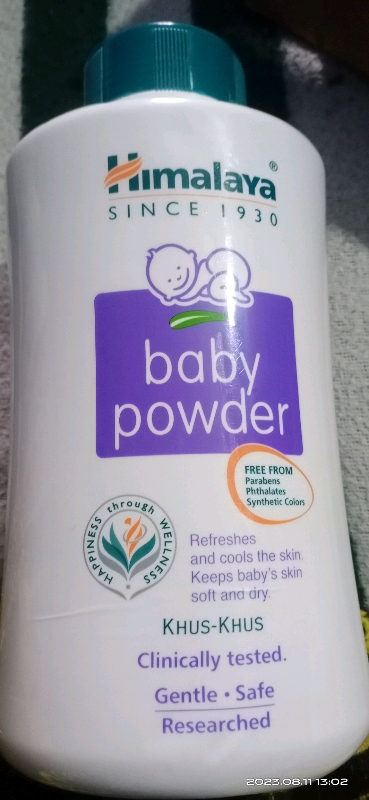 Himalaya®
SINCE 1930
baby
powder
FREE FROM
Parabens
Phthalates
Synthetic Colors
HAPPINESS through WELLNESS
Refreshes
and cools the skin.
Keeps baby's skin
soft and dry.
KHUS-KHUS
Clinically tested.
Gentle • Safe
Researched
2023.08.11 13:02